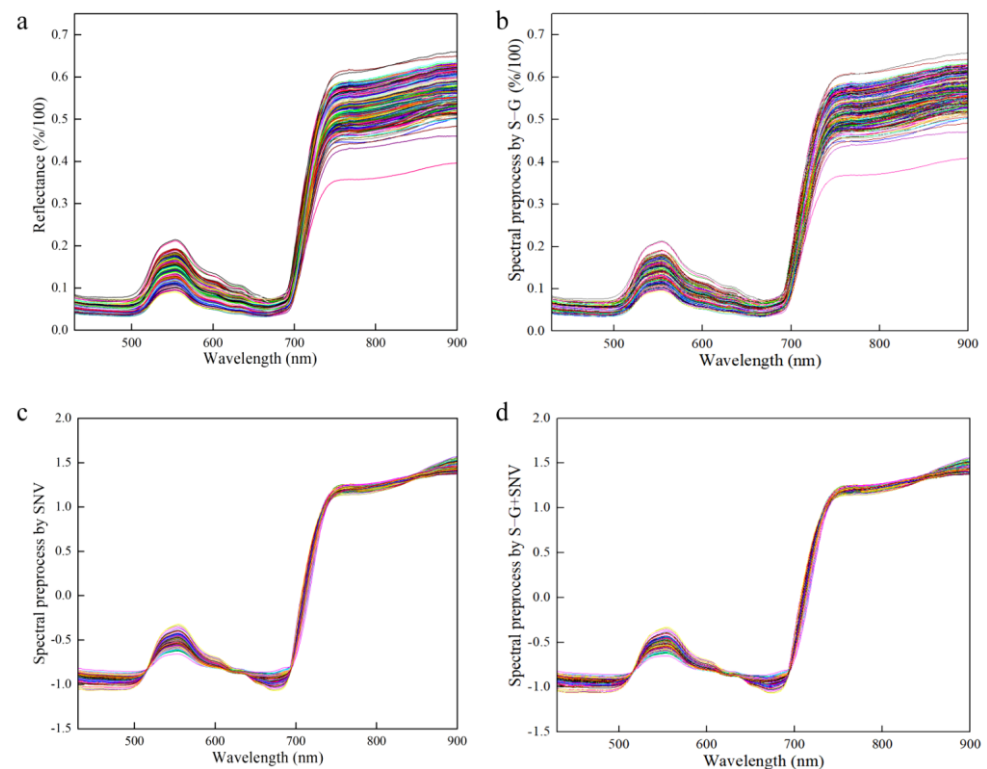 a
0.7
0.6
0.5
0.4
0.3
0.2
0.1
0.0
Reflectance (%/100)
500 600 700 800 900
Wavelength (nm)
b
0.7
0.6
0.5
0.4
0.3
0.2
0.1
0.0
Spectral preprocess by S−G (%/100)
500 600 700 800 900
Wavelength (nm)
c
2.0
1.5
1.0
0.5
0.0
-0.5
-1.0
-1.5
Spectral preprocess by SNV
500 600 700 800 900
Wavelength (nm)
d
2.0
1.5
1.0
0.5
0.0
-0.5
-1.0
-1.5
Spectral preprocess by S−G+SNV
500 600 700 800 900
Wavelength (nm)